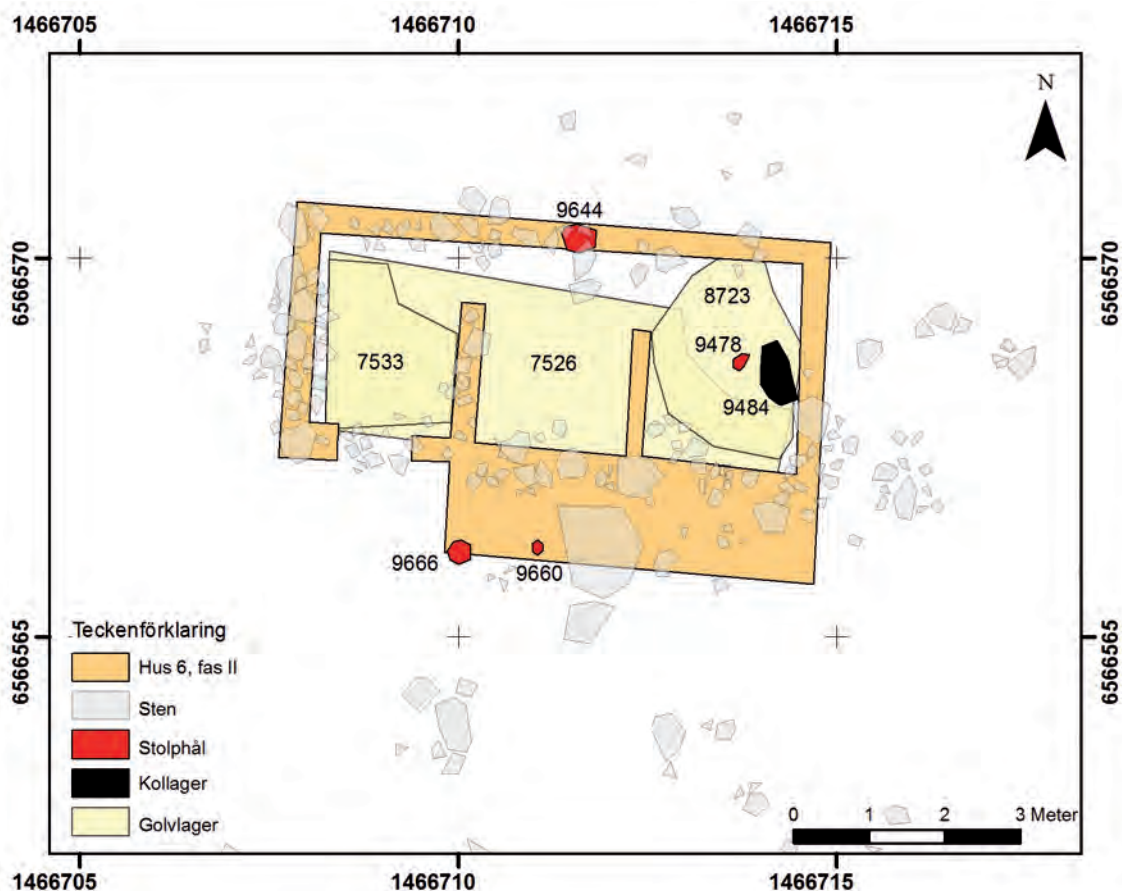 1466705 1466710 1466715
N
9644
6566570 6566570
8723
9478
7533 7526
9484
9666 9660
6566565 6566565
Teckenförklaring
Hus 6, fas II
Sten
Stolphål
Kollager
Golvlager
0 1 2 3 Meter
1466705 1466710 1466715